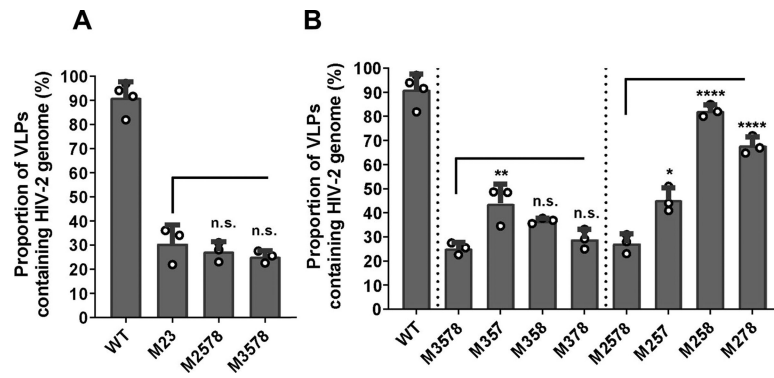 A
Proportion of VLPs
containing HIV-2 genome (%)
100
90
80
70
60
50
40
30
20
10
0
n.s.
n.s.
WT
M23
M2578
M3578
B
Proportion of VLPs
containing HIV-2 genome (%)
100
90
80
70
60
50
40
30
20
10
0
**
n.s.
n.s.
*
****
****
WT
M3578
M357
M358
M378
M2578
M257
M258
M278